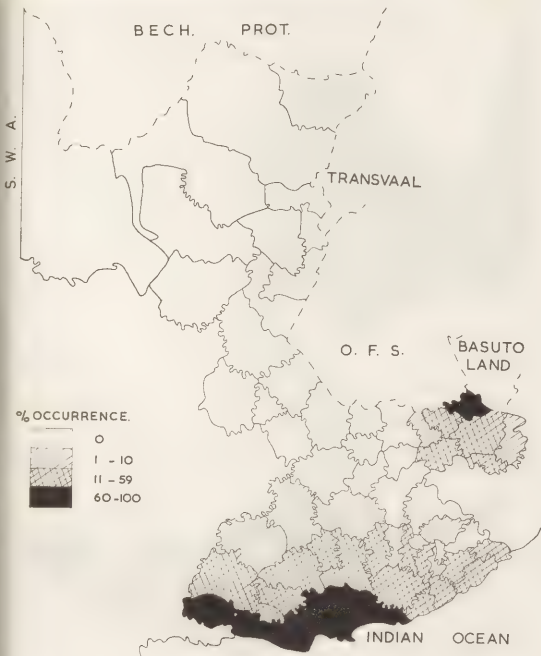 BECH. PROT.
S. W. A.
TRANSVAAL
O. F. S.
BASUTO
LAND
% OCCURRENCE.
0
1 - 10
11 - 59
60-100
INDIAN OCEAN